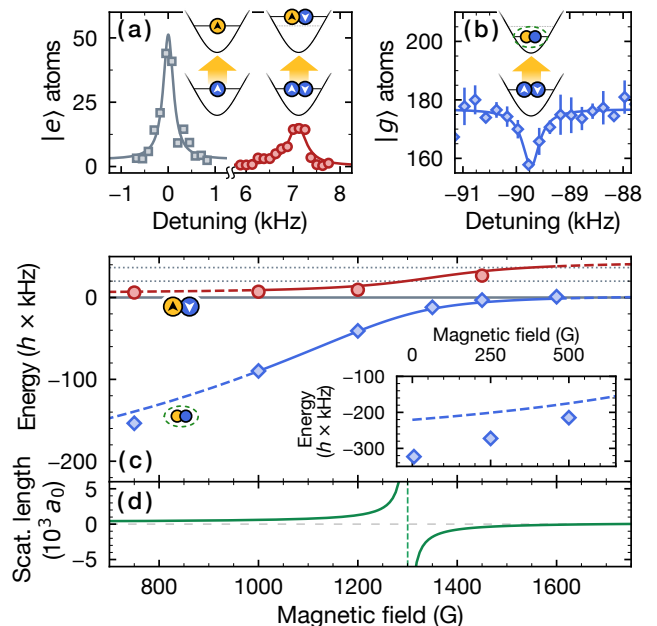 (a)
|e⟩ atoms
50
25
0
−1 0 1 6 7 8
Detuning (kHz)
(b)
|g⟩ atoms
200
180
160
−91 −90 −89 −88
Detuning (kHz)
Energy (h × kHz)
0
−100
−200
(c)
Magnetic field (G)
0 250 500
Energy
(h × kHz)
−100
−200
−300
Scat. length
(10³ a₀)
5
0
−5
(d)
800 1000 1200 1400 1600
Magnetic field (G)